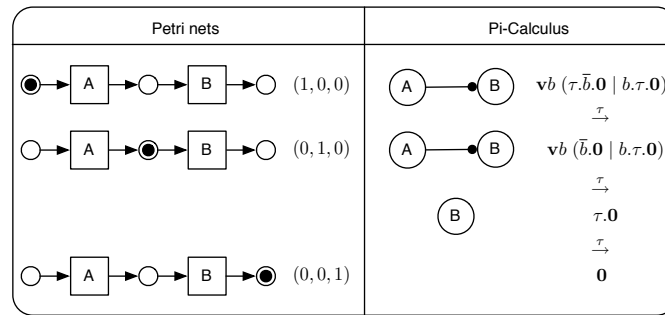 Petri nets Pi-Calculus
A B (1, 0, 0) A B 𝐯b (τ.b̅.𝟎 | b.τ.𝟎)
τ→
A B (0, 1, 0) A B 𝐯b (b̅.𝟎 | b.τ.𝟎)
τ→
B τ.𝟎
τ→
A B (0, 0, 1) 𝟎